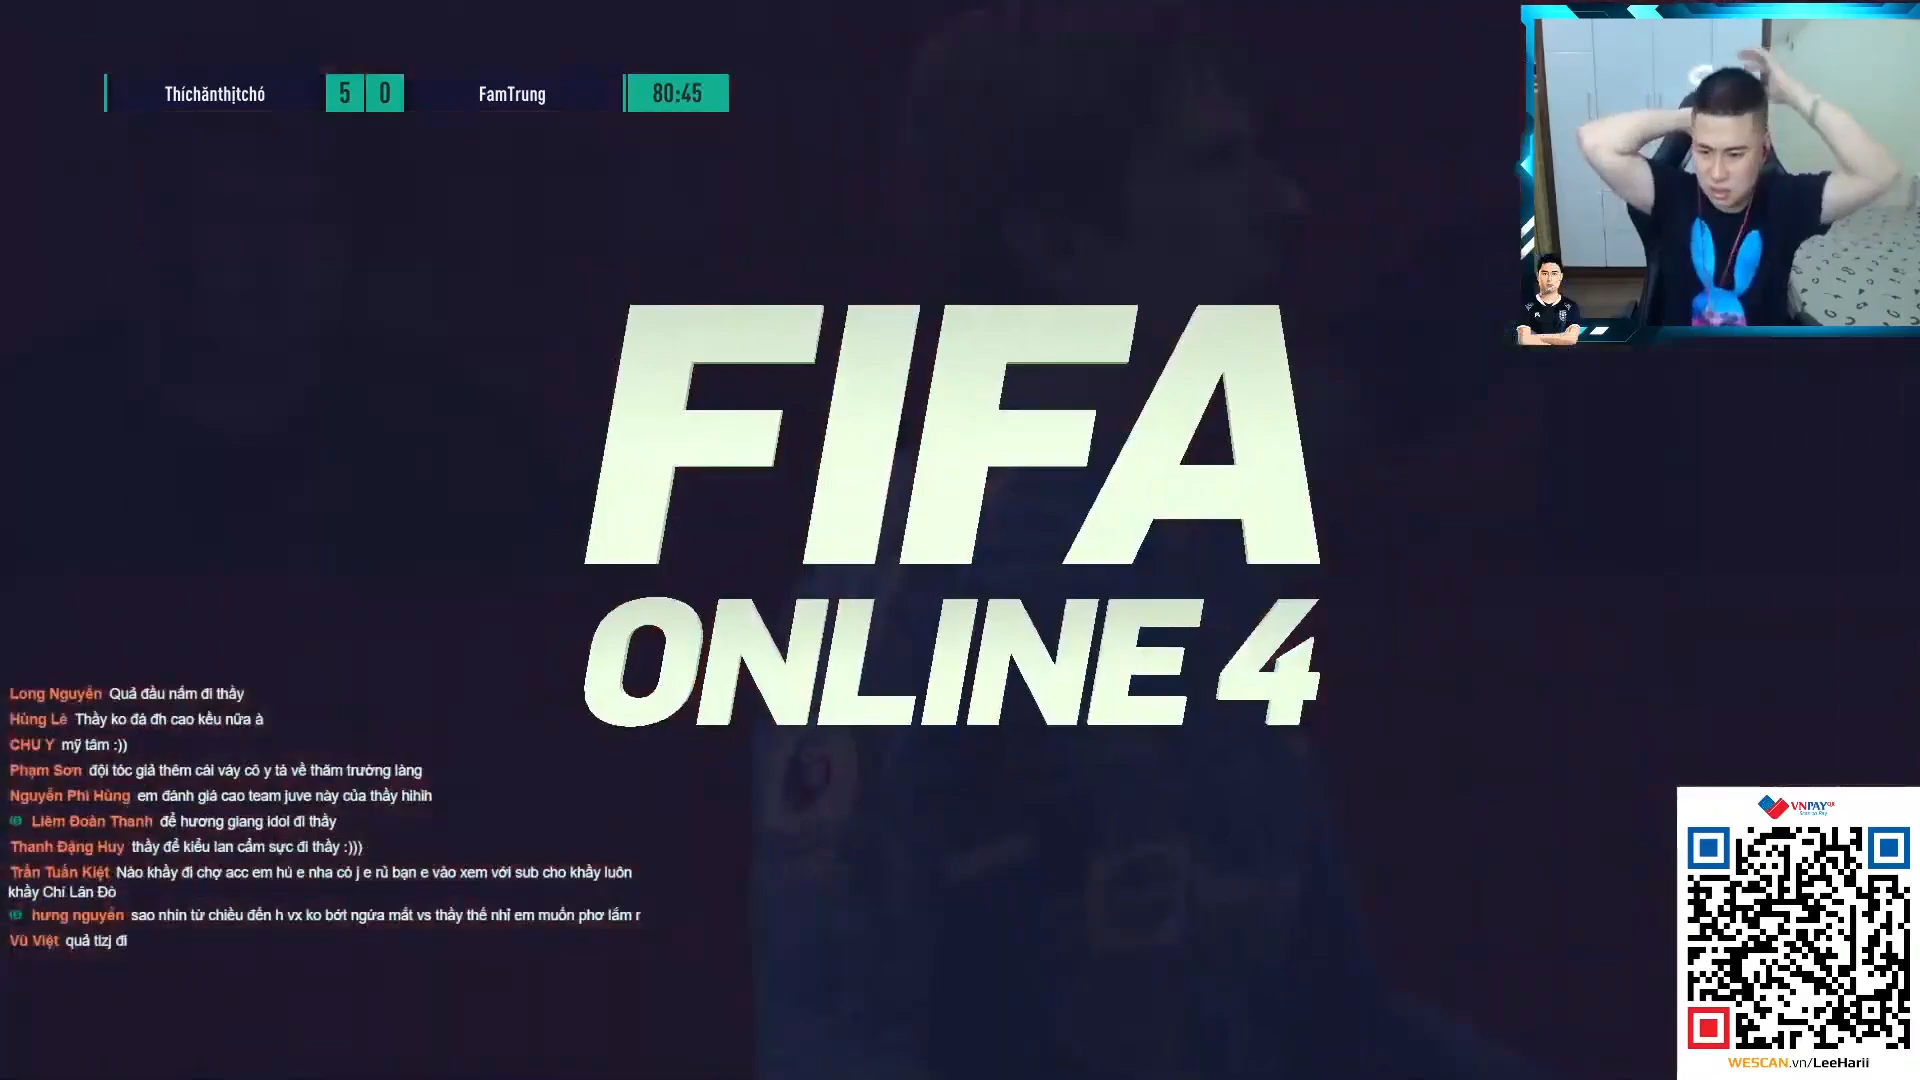 Thíchănthịtchó 5 0 FamTrung 80:45
FIFA
ONLINE 4
Long Nguyễn Quả đầu nấm đi thầy
Hùng Lê Thầy ko đá đh cao kều nữa à
CHU Y mỹ tâm :))
Phạm Sơn đội tóc giả thêm cái váy cô y tá về thăm trường làng
Nguyễn Phi Hùng em đánh giá cao team juve này của thầy hihih
Liêm Đoàn Thanh để hương giang idol đi thầy
Thanh Đặng Huy thầy để kiểu lan cẩm sực đi thầy :)))
Trần Tuấn Kiệt Nào khầy đi chợ acc em hú e nha có j e rủ bạn e vào xem với sub cho khầy luôn
khầy Chí Lân Đò
hưng nguyễn sao nhìn từ chiều đến h vx ko bớt ngứa mắt vs thầy thế nhỉ em muốn phơ lắm r
Vũ Việt quả tizj đi
VNPAY QR
Scan to Pay
WESCAN.vn/LeeHarii